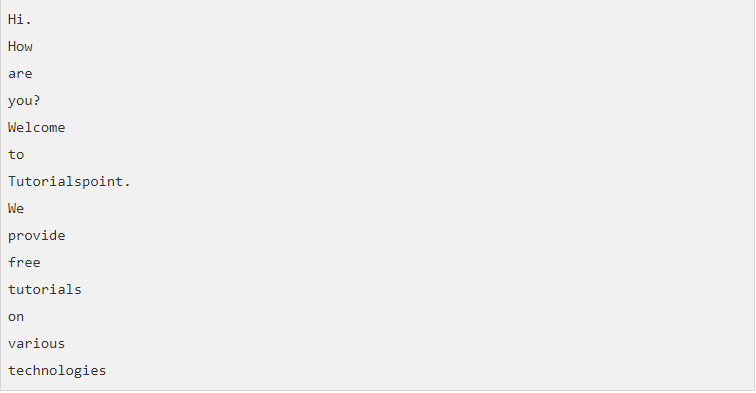 Hi.
How
are
you?
Welcome
to
Tutorialspoint.
We
provide
free
tutorials
on
various
technologies